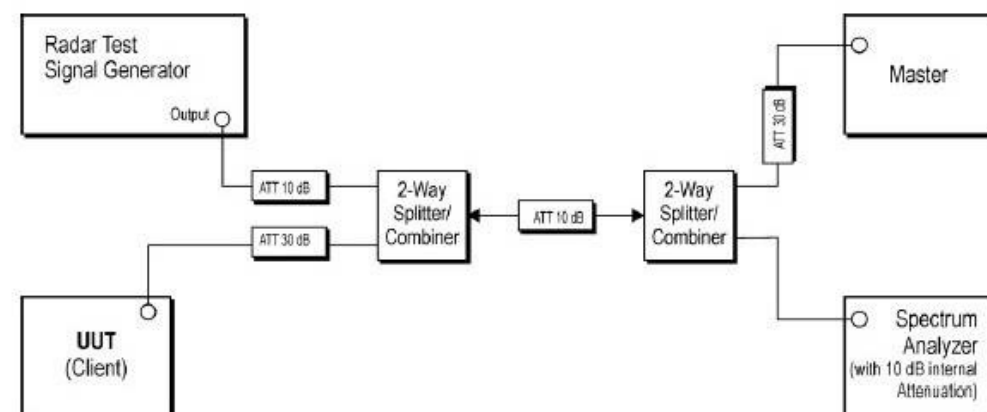 Radar Test
Signal Generator
Output
Master
ATT 30 dB
ATT 10 dB
2-Way
Splitter/
Combiner
ATT 10 dB
2-Way
Splitter/
Combiner
ATT 30 dB
UUT
(Client)
Spectrum
Analyzer
(with 10 dB internal
Attenuation)